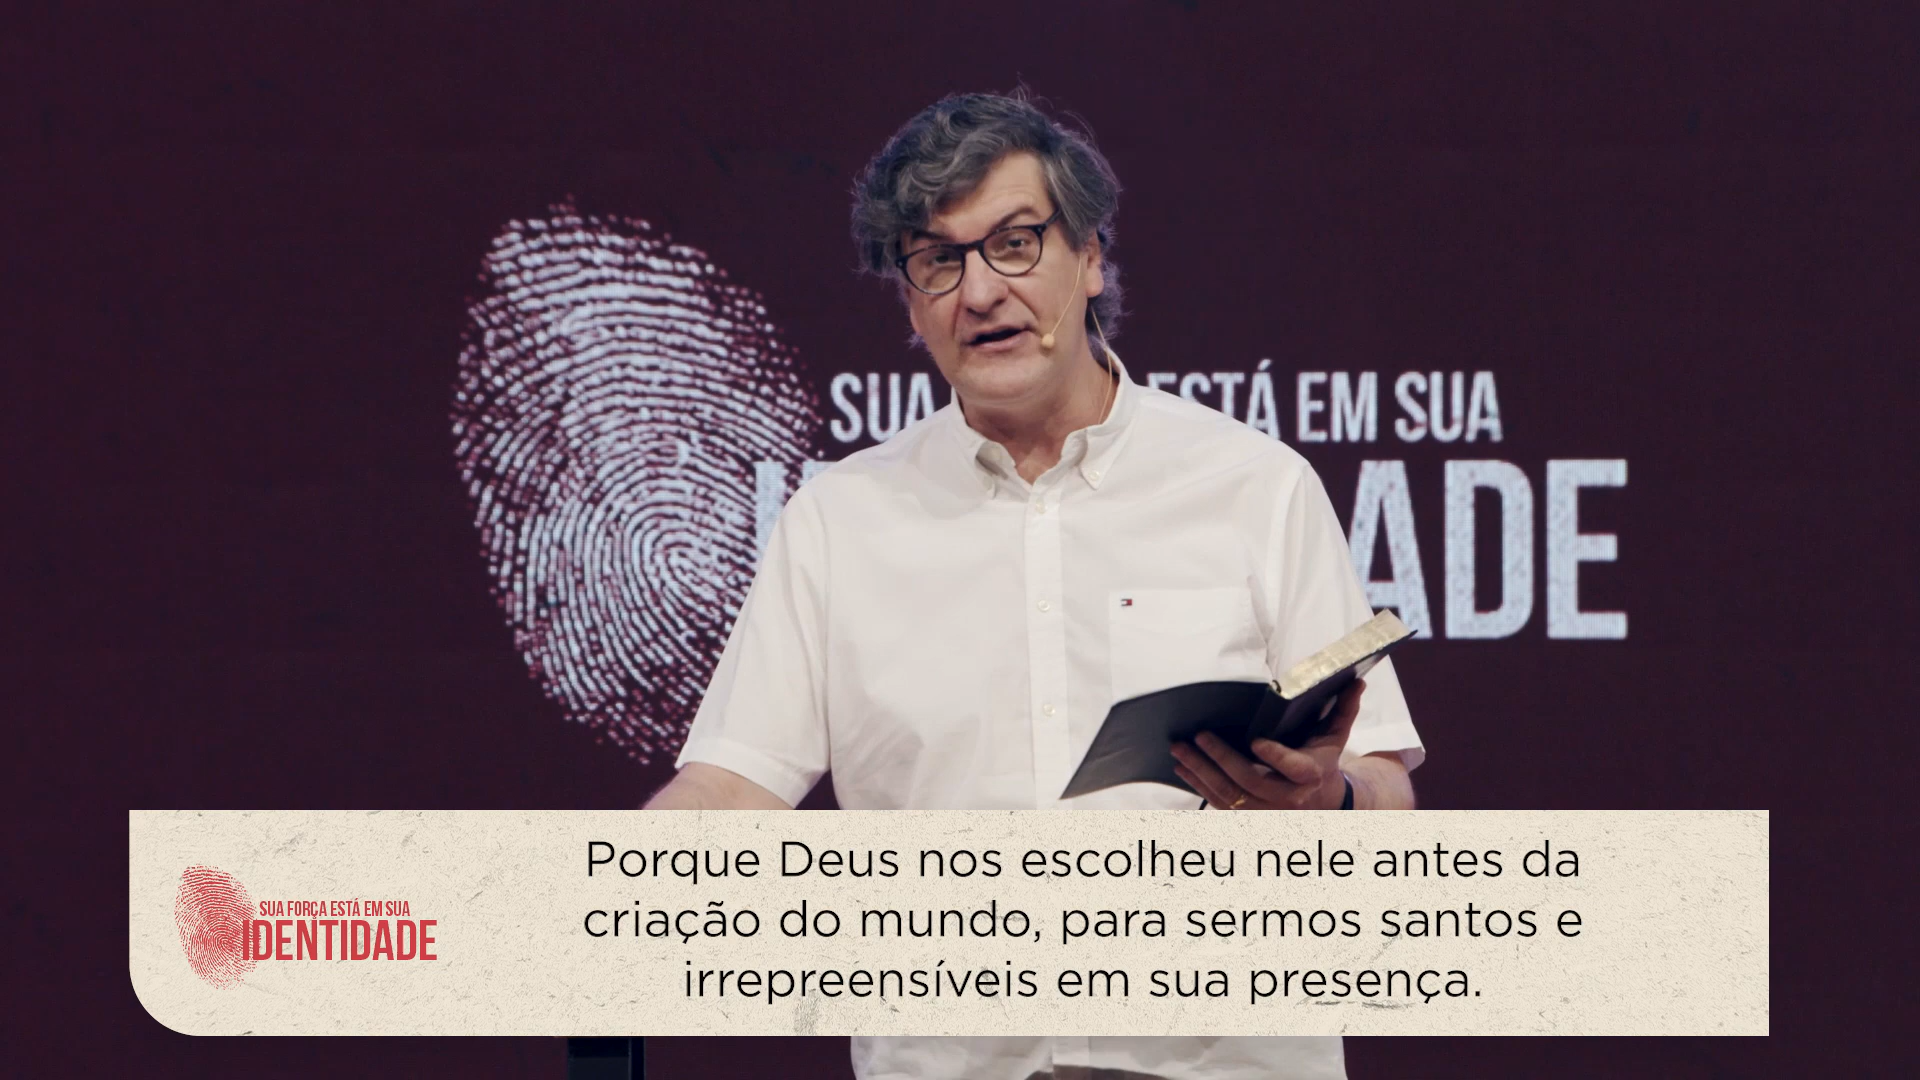 SUA ESTÁ EM SUA
ADE
Porque Deus nos escolheu nele antes da
criação do mundo, para sermos santos e
irrepreensíveis em sua presença.
SUA FORÇA ESTÁ EM SUA
IDENTIDADE